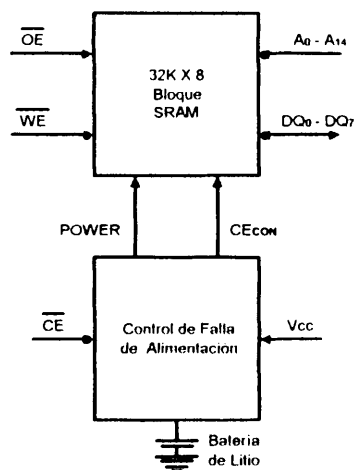 OE
A0 - A14
32K X 8
Bloque
SRAM
WE
DQ0 - DQ7
POWER
CECON
CE
Control de Falla
de Alimentación
Vcc
Bateria
de Litio